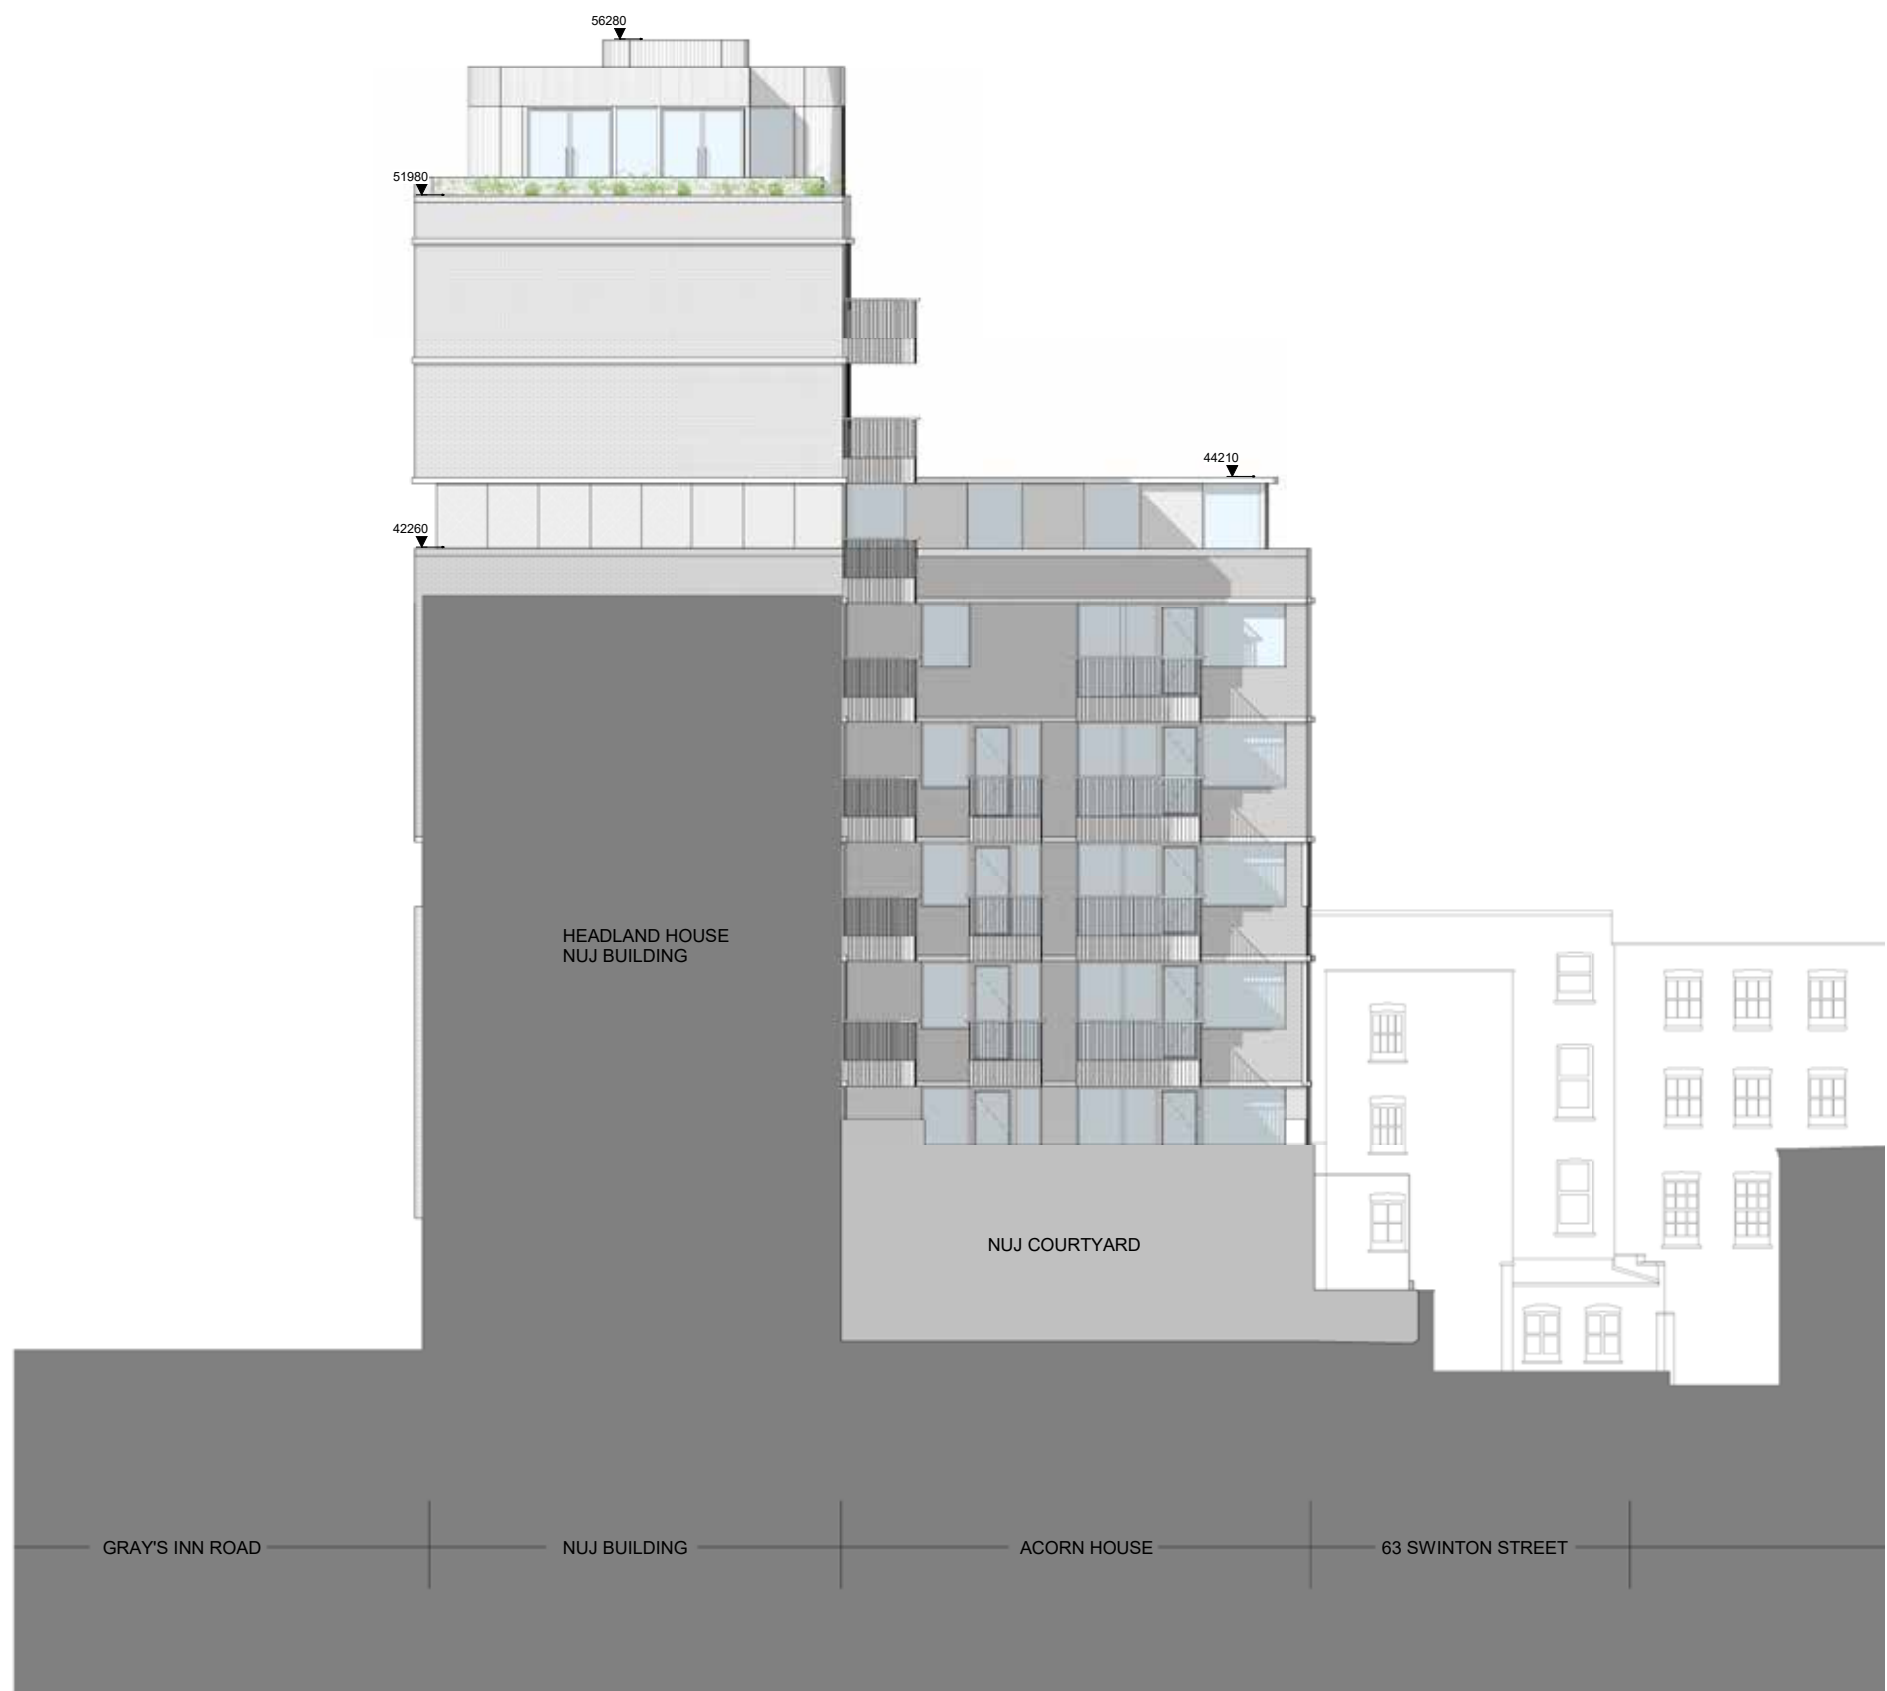 56280
51980
44210
42260
HEADLAND HOUSE
NUJ BUILDING
NUJ COURTYARD
GRAY'S INN ROAD
NUJ BUILDING
ACORN HOUSE
63 SWINTON STREET